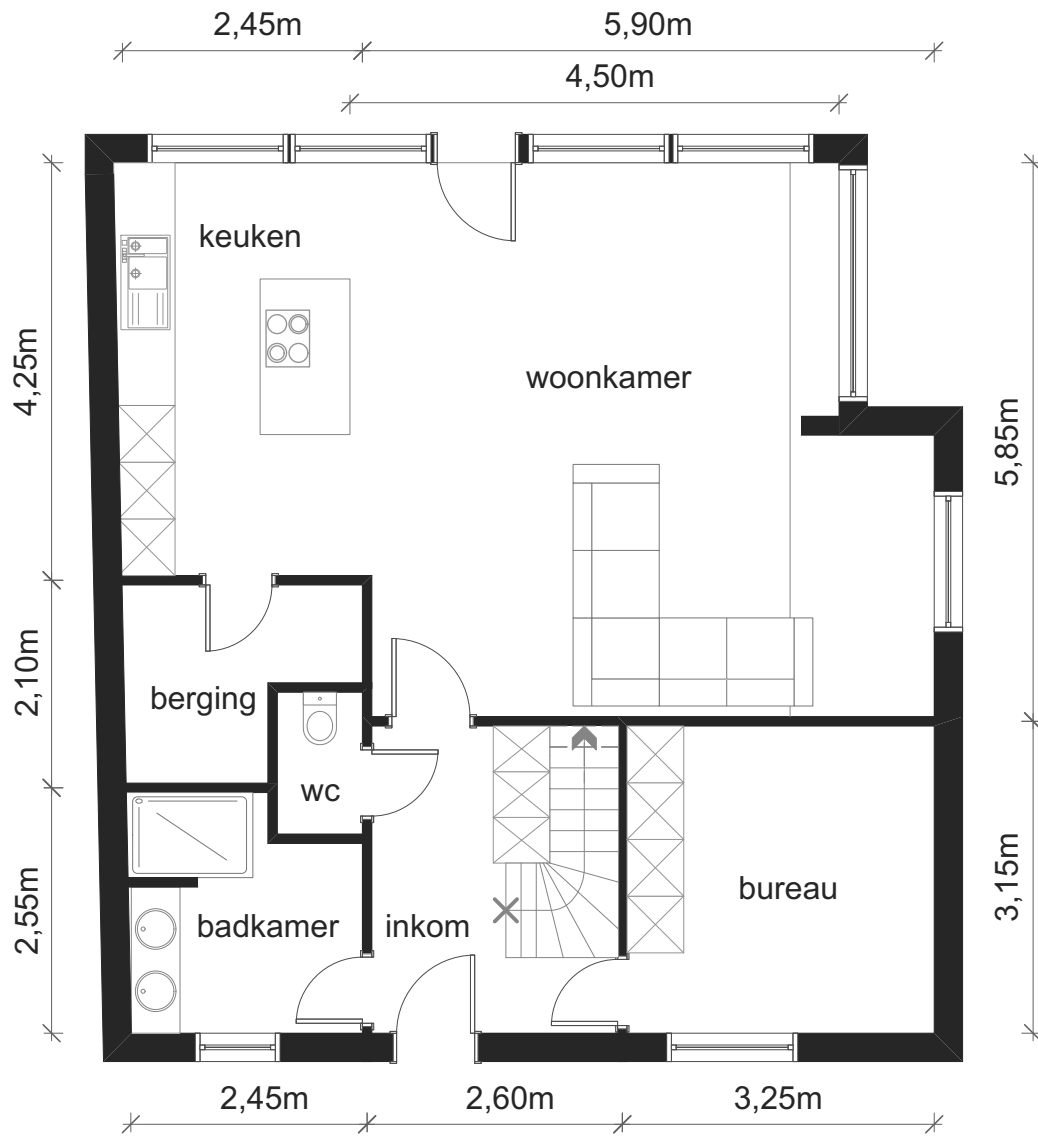 2,45m
5,90m
4,50m
keuken
4,25m
woonkamer
5,85m
2,10m
berging
wc
2,55m
badkamer
inkom
bureau
3,15m
2,45m
2,60m
3,25m